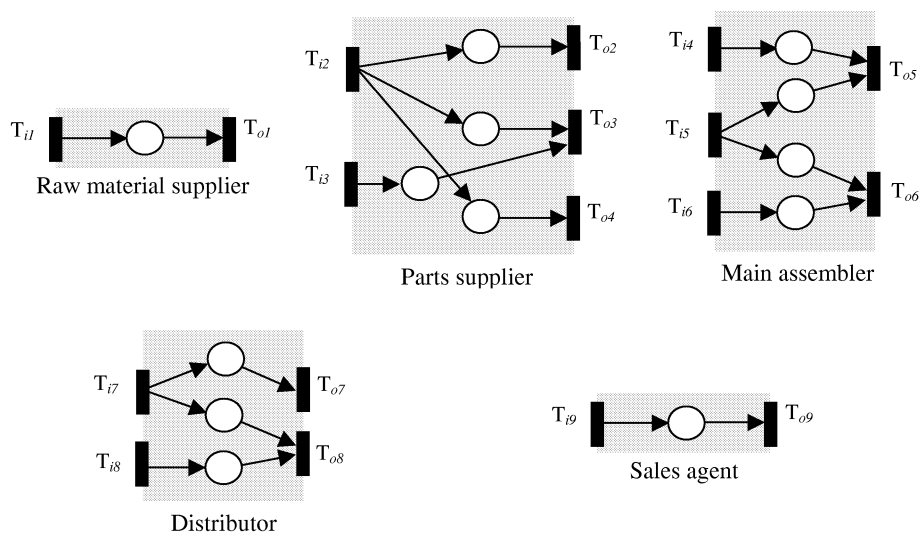 T_i1
T_o1
Raw material supplier
T_i2
T_i3
T_o2
T_o3
T_o4
Parts supplier
T_i4
T_i5
T_i6
T_o5
T_o6
Main assembler
T_i7
T_i8
T_o7
T_o8
Distributor
T_i9
T_o9
Sales agent